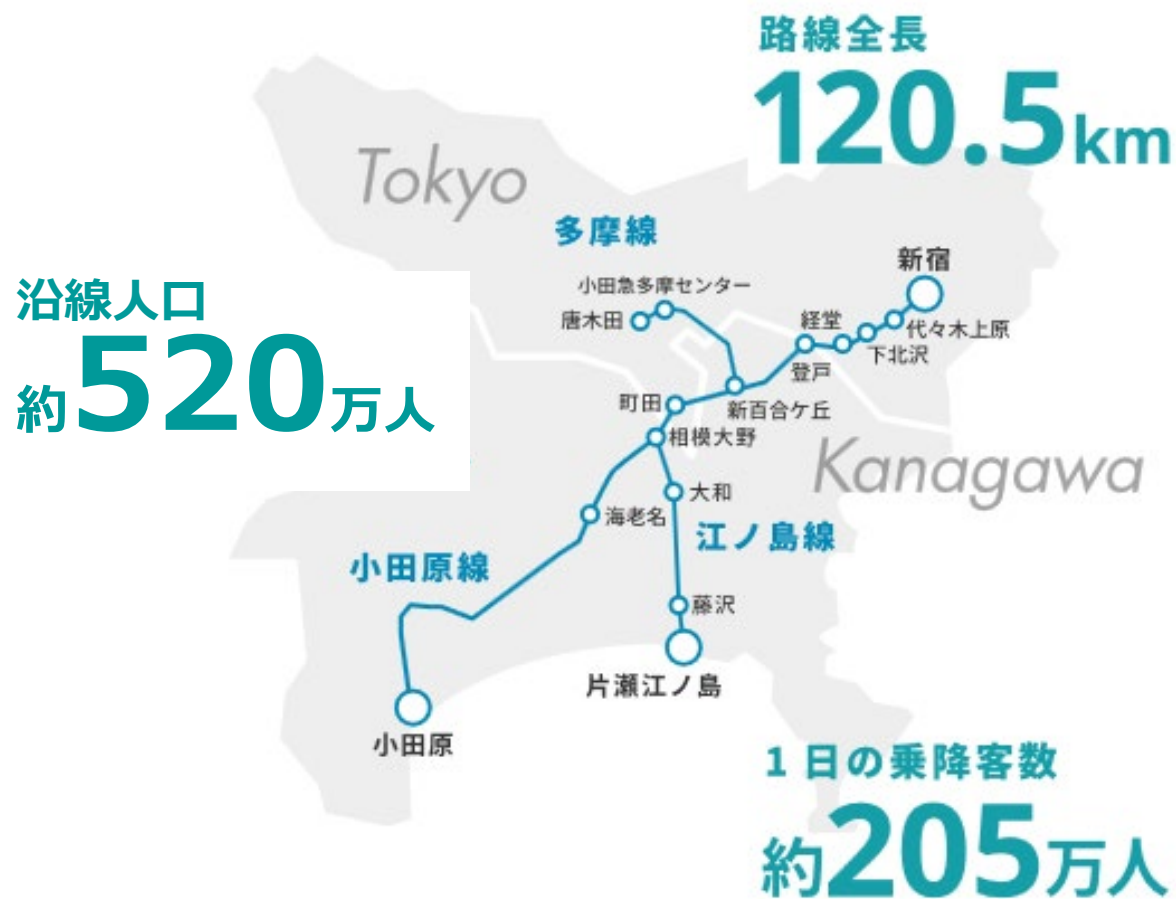 路線全長
120.5km
Tokyo
多摩線
新宿
小田急多摩センター
沿線人口
唐木田
経堂
代々木上原
下北沢
登戸
約520万人
町田
新百合ケ丘
相模大野
Kanagawa
大和
海老名
江ノ島線
小田原線
藤沢
片瀬江ノ島
小田原
1日の乗降客数
約205万人